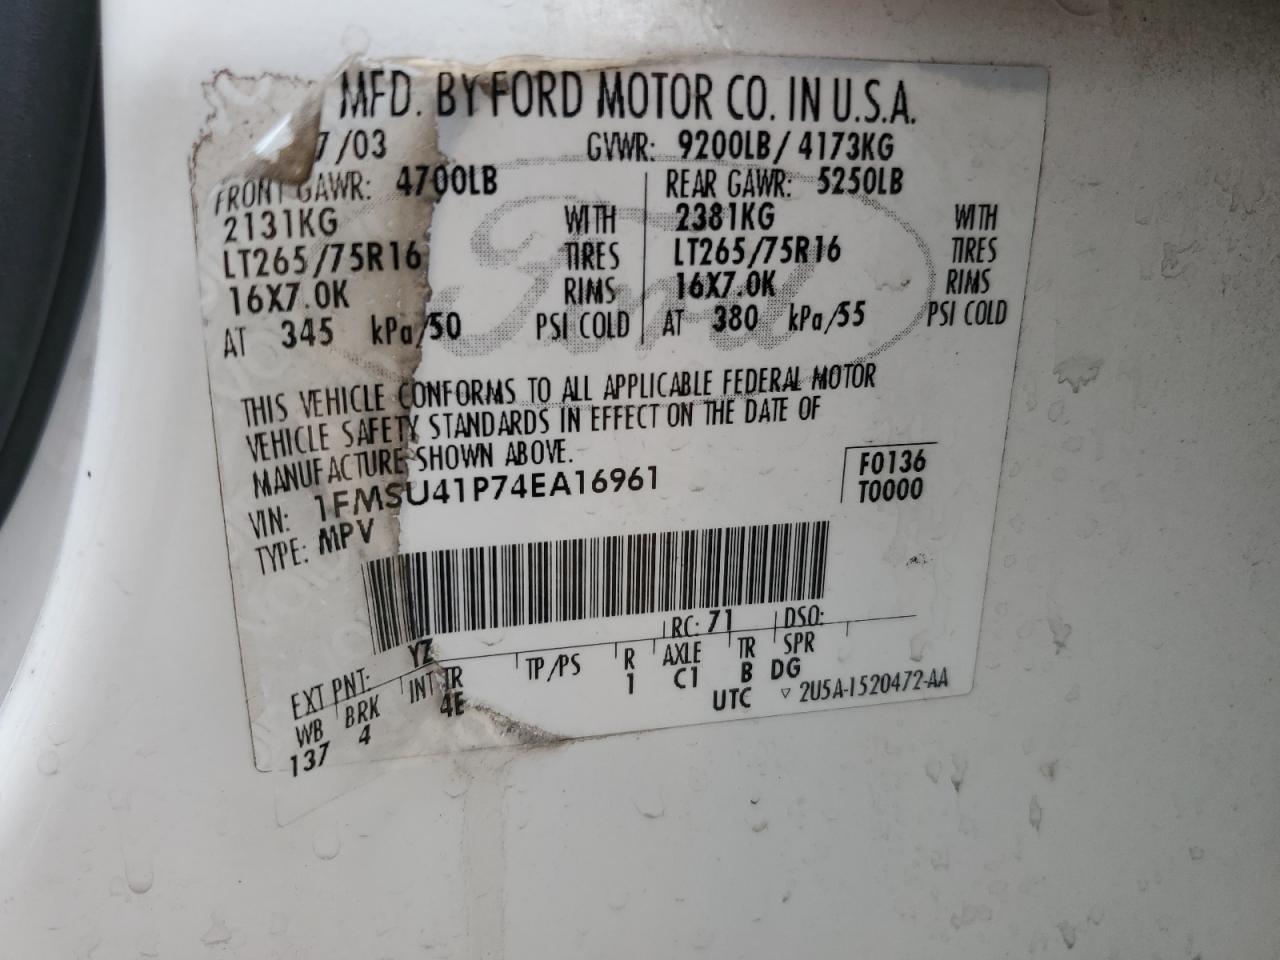 MFD. BY FORD MOTOR CO. IN U.S.A.
7/03 GVWR: 9200LB/ 4173KG
FRONT GAWR: 4700LB REAR GAWR: 5250LB
2131KG WITH 2381KG WITH
LT265/75R16 TIRES LT265/75R16 TIRES
16X7.0K RIMS 16X7.0K RIMS
AT 345 kPa/50 PSI COLD AT 380 kPa/55 PSI COLD
Ford
THIS VEHICLE CONFORMS TO ALL APPLICABLE FEDERAL MOTOR
VEHICLE SAFETY STANDARDS IN EFFECT ON THE DATE OF
MANUFACTURE SHOWN ABOVE.
VIN: 1FMSU41P74EA16961
F0136
T0000
TYPE: MPV
EXT PNT: YZ RC: 71 DSO:
WB BRK INT TR TP/PS R AXLE TR SPR
137 4 4E 1 C1 B DG
UTC ▽ 2U5A-1520472-AA